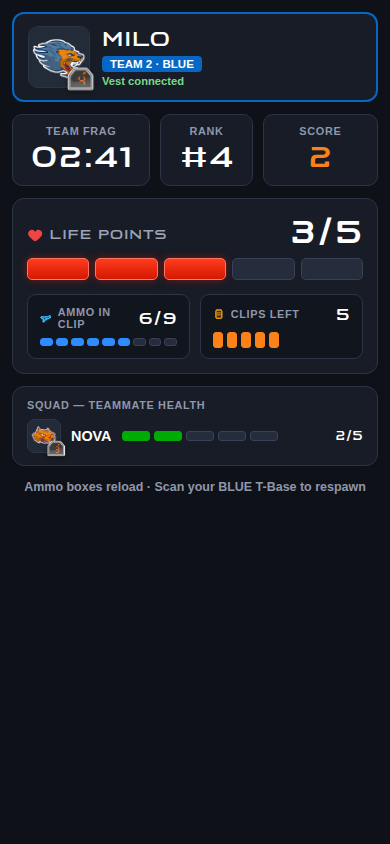 MILO
TEAM 2 · BLUE
Vest connected
TEAM FRAG
02:41
RANK
#4
SCORE
2
LIFE POINTS
3/5
AMMO IN CLIP
6/9
CLIPS LEFT
5
SQUAD — TEAMMATE HEALTH
NOVA
2/5
Ammo boxes reload · Scan your BLUE T-Base to respawn